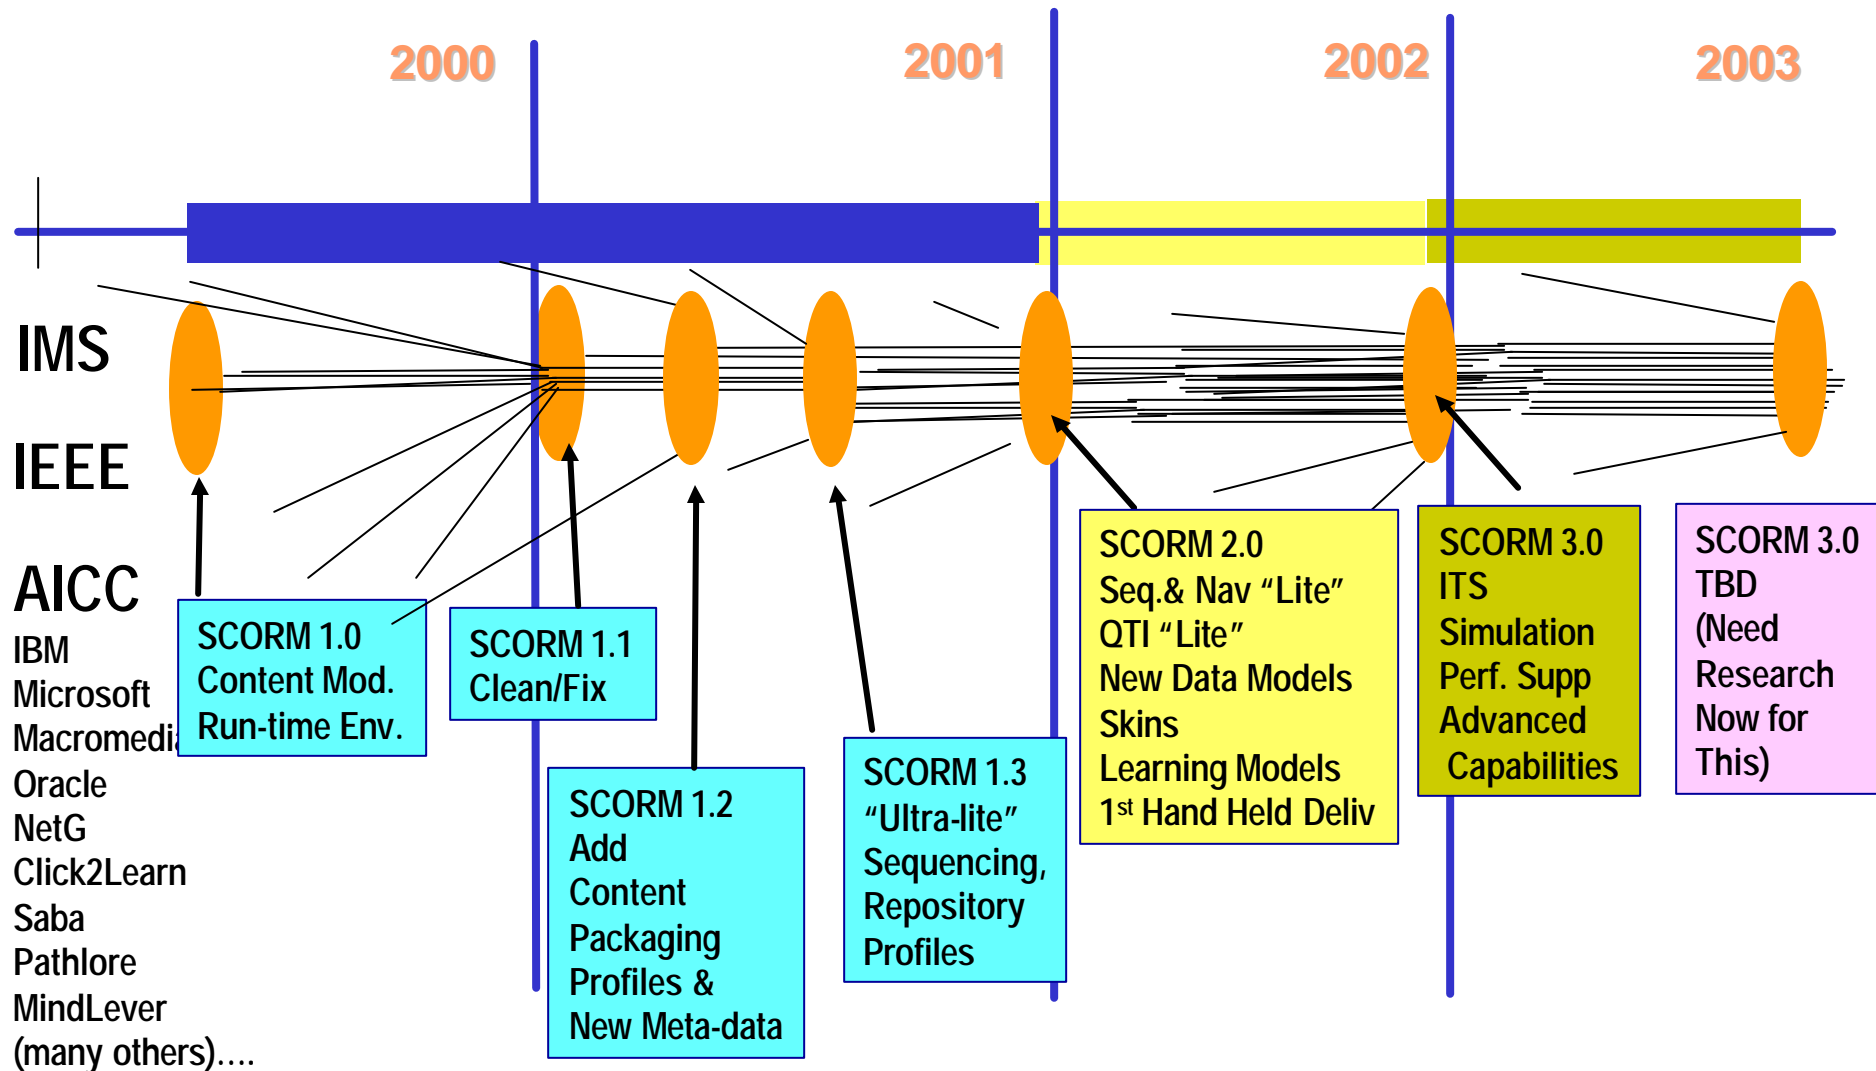 2000
2001
2002
2003
IMS
IEEE
AICC
IBM
Microsoft
Macromedia
Oracle
NetG
Click2Learn
Saba
Pathlore
MindLever
(many others)....
SCORM 1.0
Content Mod.
Run-time Env.
SCORM 1.1
Clean/Fix
SCORM 1.2
Add
Content
Packaging
Profiles &
New Meta-data
SCORM 1.3
“Ultra-lite”
Sequencing,
Repository
Profiles
SCORM 2.0
Seq.& Nav “Lite”
QTI “Lite”
New Data Models
Skins
Learning Models
1st Hand Held Deliv
SCORM 3.0
ITS
Simulation
Perf. Supp
Advanced
Capabilities
SCORM 3.0
TBD
(Need
Research
Now for
This)